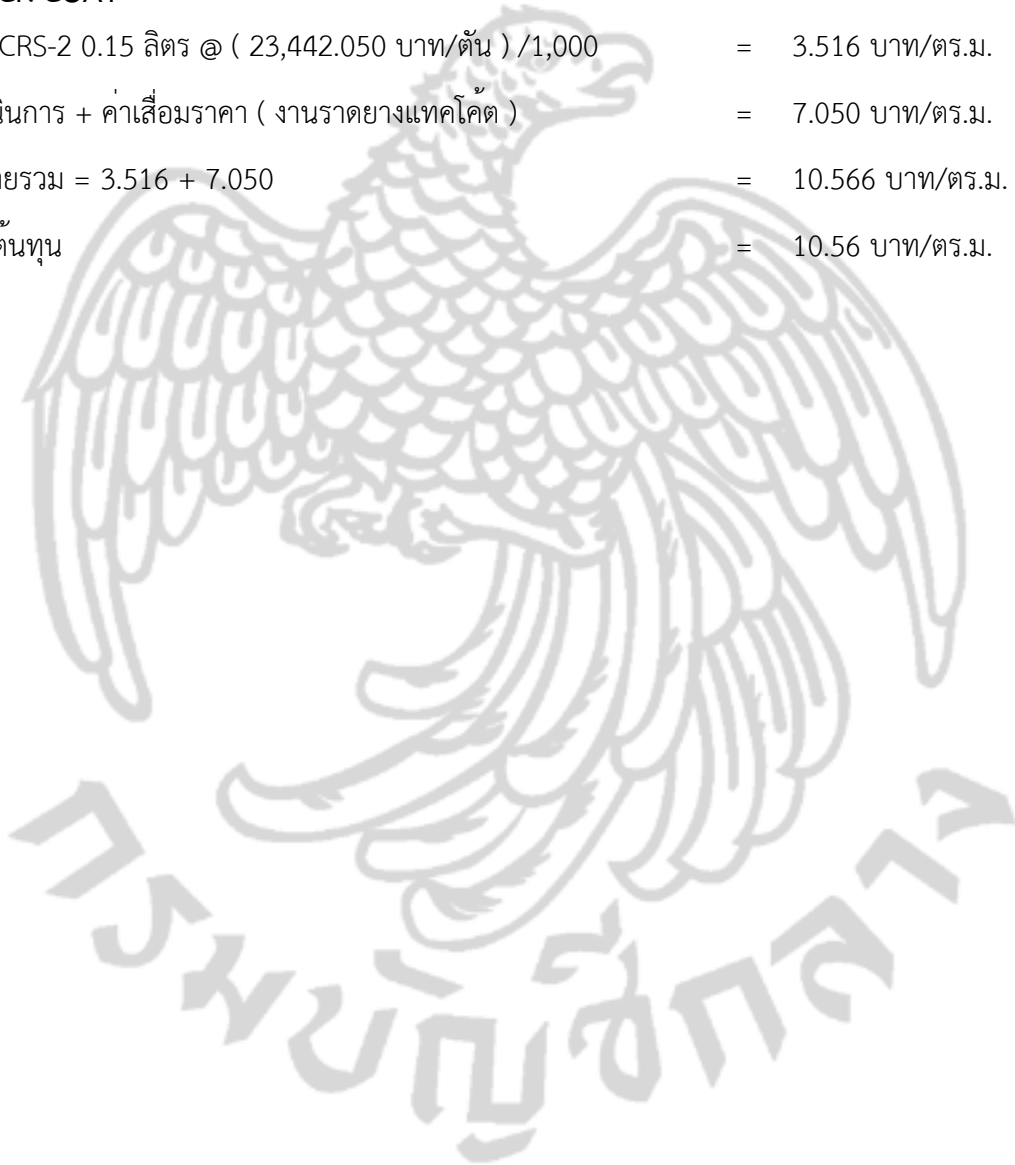 CRS-2 0.15 ลิตร @ ( 23,442.050 บาท/ตัน ) /1,000 = 3.516 บาท/ตร.ม.
นินการ + ค่าเสื่อมราคา ( งานราดยางแทคโค้ต ) = 7.050 บาท/ตร.ม.
ยรวม = 3.516 + 7.050 = 10.566 บาท/ตร.ม.
ต้นทุน = 10.56 บาท/ตร.ม.
กรมบัญชีกลาง